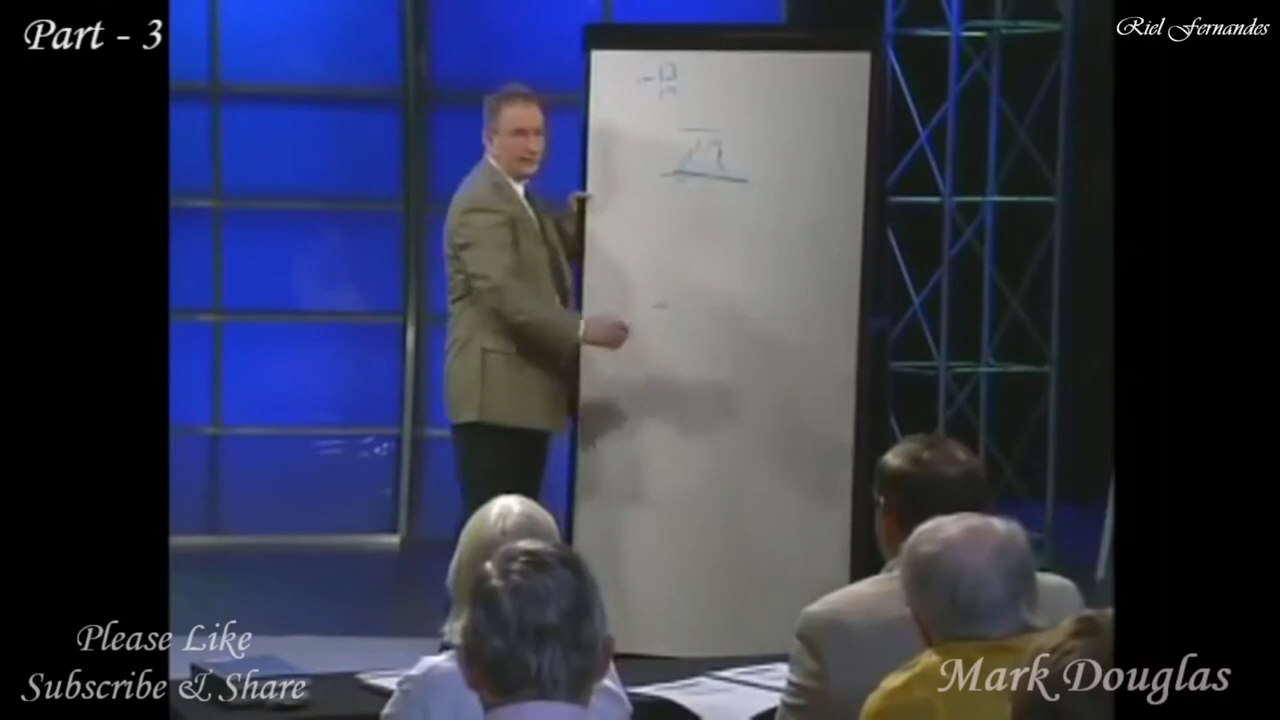 Part - 3
Riel Fernandes
Please Like
Subscribe & Share
Mark Douglas